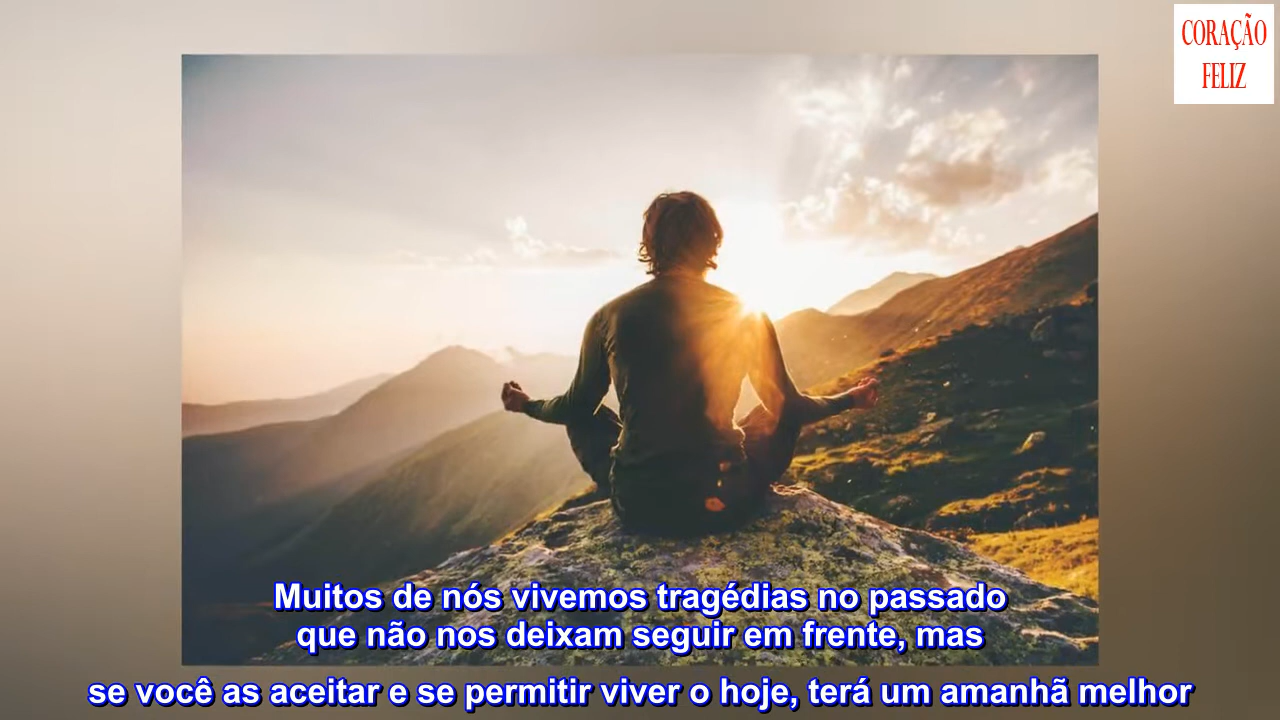 CORAÇÃO
FELIZ
Muitos de nós vivemos tragédias no passado
que não nos deixam seguir em frente, mas
se você as aceitar e se permitir viver o hoje, terá um amanhã melhor